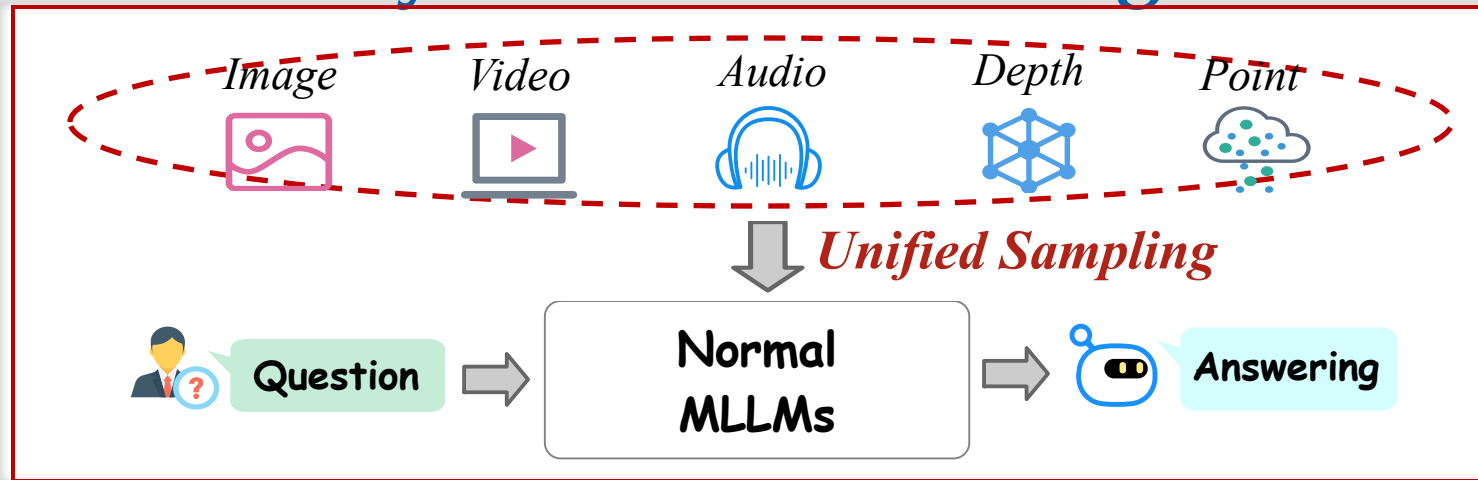 Image Video Audio Depth Point
Unified Sampling
Question
?
Normal
MLLMs
Answering